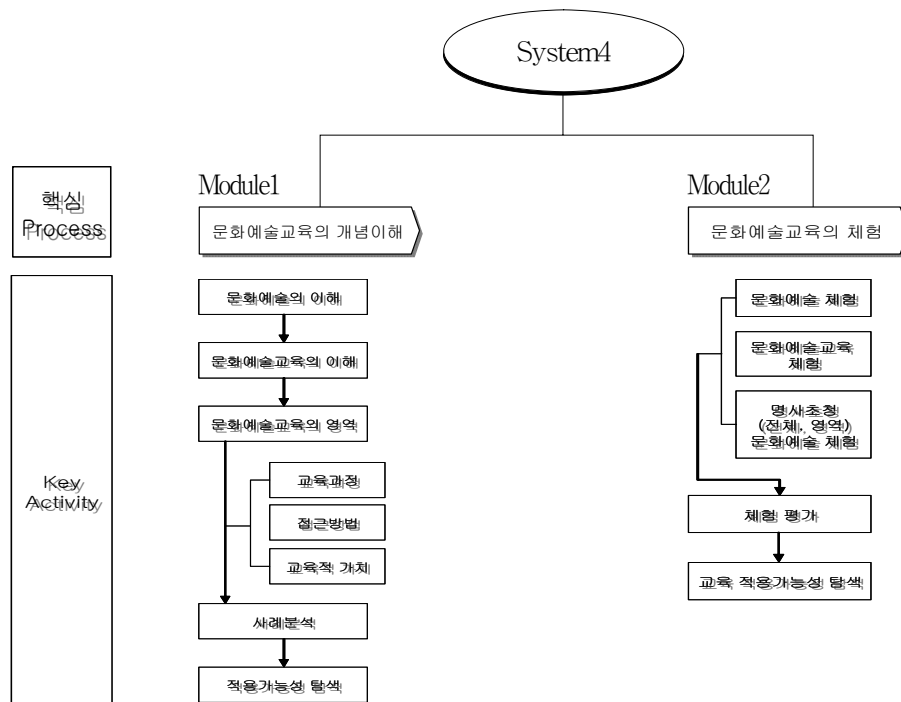 System4
Module1
Module2
핵심
Process
문화예술교육의 개념이해
문화예술교육의 체험
Key
Activity
문화예술의 이해
문화예술교육의 이해
문화예술교육의 영역
교육과정
접근방법
교육적 가치
사례분석
적용가능성 탐색
문화예술 체험
문화예술교육
체험
명사초청
(전체, 영역)
문화예술 체험
체험 평가
교육 적용가능성 탐색